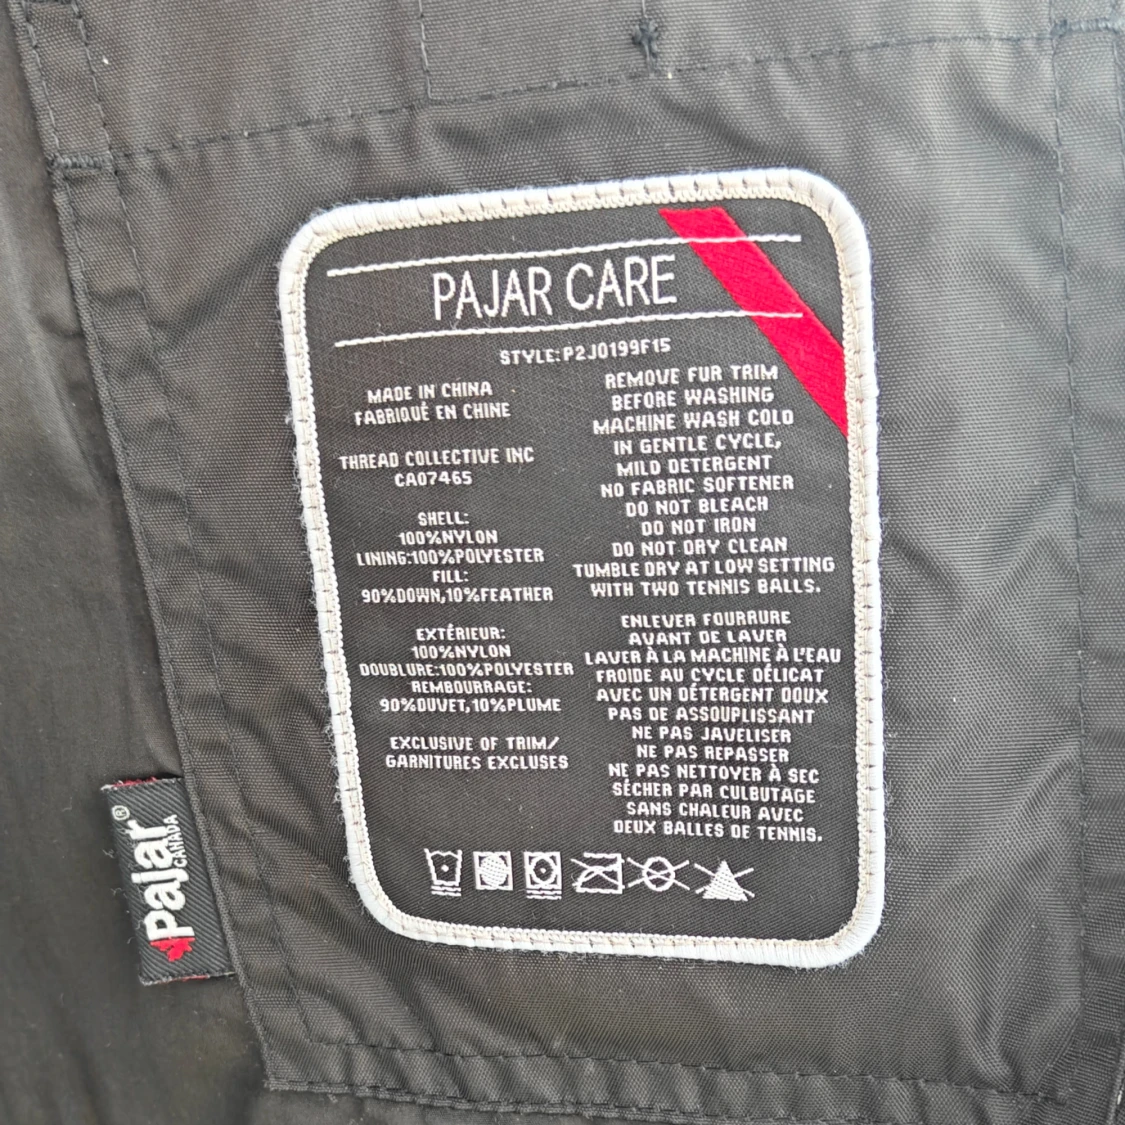 PAJAR CARE
STYLE:P2J0199F15
MADE IN CHINA
FABRIQUÉ EN CHINE
THREAD COLLECTIVE INC
CA07465
SHELL:
100%NYLON
LINING:100%POLYESTER
FILL:
90%DOWN,10%FEATHER
EXTÉRIEUR:
100%NYLON
DOUBLURE:100%POLYESTER
REMBOURRAGE:
90%DUVET,10%PLUME
EXCLUSIVE OF TRIM/
GARNITURES EXCLUSES
REMOVE FUR TRIM
BEFORE WASHING
MACHINE WASH COLD
IN GENTLE CYCLE,
MILD DETERGENT
NO FABRIC SOFTENER
DO NOT BLEACH
DO NOT IRON
DO NOT DRY CLEAN
TUMBLE DRY AT LOW SETTING
WITH TWO TENNIS BALLS.
ENLEVER FOURRURE
AVANT DE LAVER
LAVER À LA MACHINE À L'EAU
FROIDE AU CYCLE DÉLICAT
AVEC UN DÉTERGENT DOUX
PAS DE ASSOUPLISSANT
NE PAS JAVELISER
NE PAS REPASSER
NE PAS NETTOYER À SEC
SÉCHER PAR CULBUTAGE
SANS CHALEUR AVEC
DEUX BALLES DE TENNIS.
Pajar®
CANADA